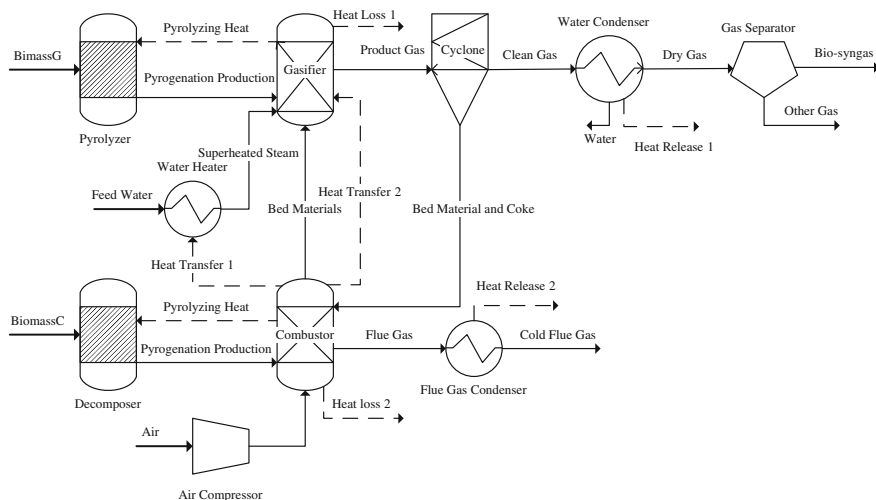 Water Condenser
Gas Separator
Heat Loss 1
Pyrolyzing Heat
BimassG
Gasifier
Product Gas
Cyclone
Clean Gas
Dry Gas
Bio-syngas
Pyrogenation Production
Other Gas
Pyrolyzer
Water
Heat Release 1
Superheated Steam
Water Heater
Feed Water
Heat Transfer 2
Bed Materials
Bed Material and Coke
Heat Transfer 1
Heat Release 2
Pyrolyzing Heat
BiomassC
Combustor
Flue Gas
Cold Flue Gas
Pyrogenation Production
Flue Gas Condenser
Decomposer
Heat loss 2
Air
Air Compressor